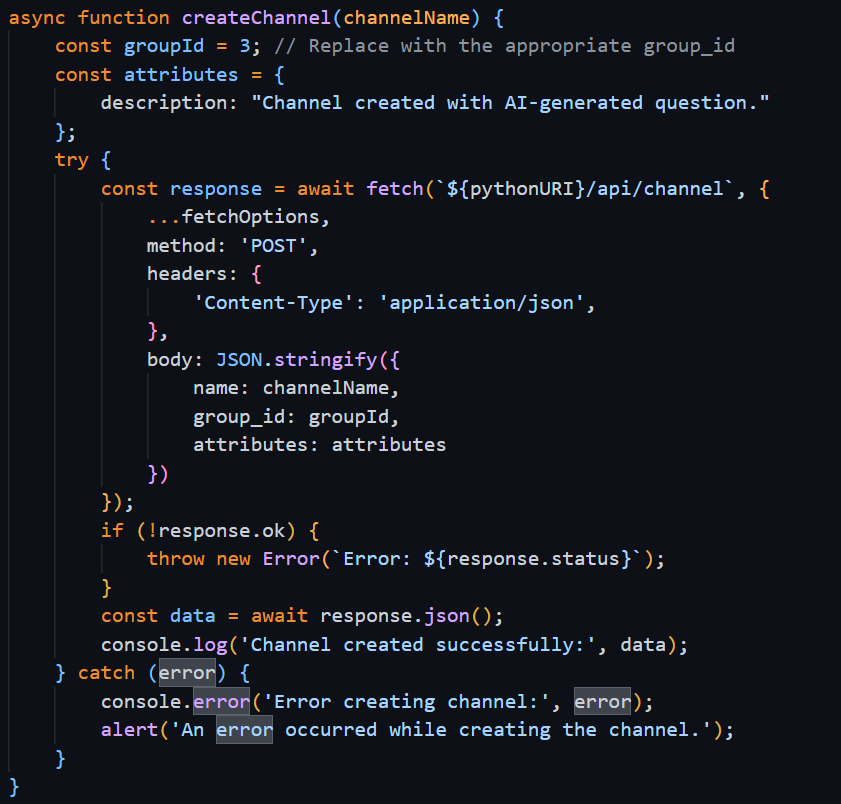 async function createChannel(channelName) {
    const groupId = 3; // Replace with the appropriate group_id
    const attributes = {
        description: "Channel created with AI-generated question."
    };
    try {
        const response = await fetch(`${pythonURI}/api/channel`, {
            ...fetchOptions,
            method: 'POST',
            headers: {
                'Content-Type': 'application/json',
            },
            body: JSON.stringify({
                name: channelName,
                group_id: groupId,
                attributes: attributes
            })
        });
        if (!response.ok) {
            throw new Error(`Error: ${response.status}`);
        }
        const data = await response.json();
        console.log('Channel created successfully:', data);
    } catch (error) {
        console.error('Error creating channel:', error);
        alert('An error occurred while creating the channel.');
    }
}